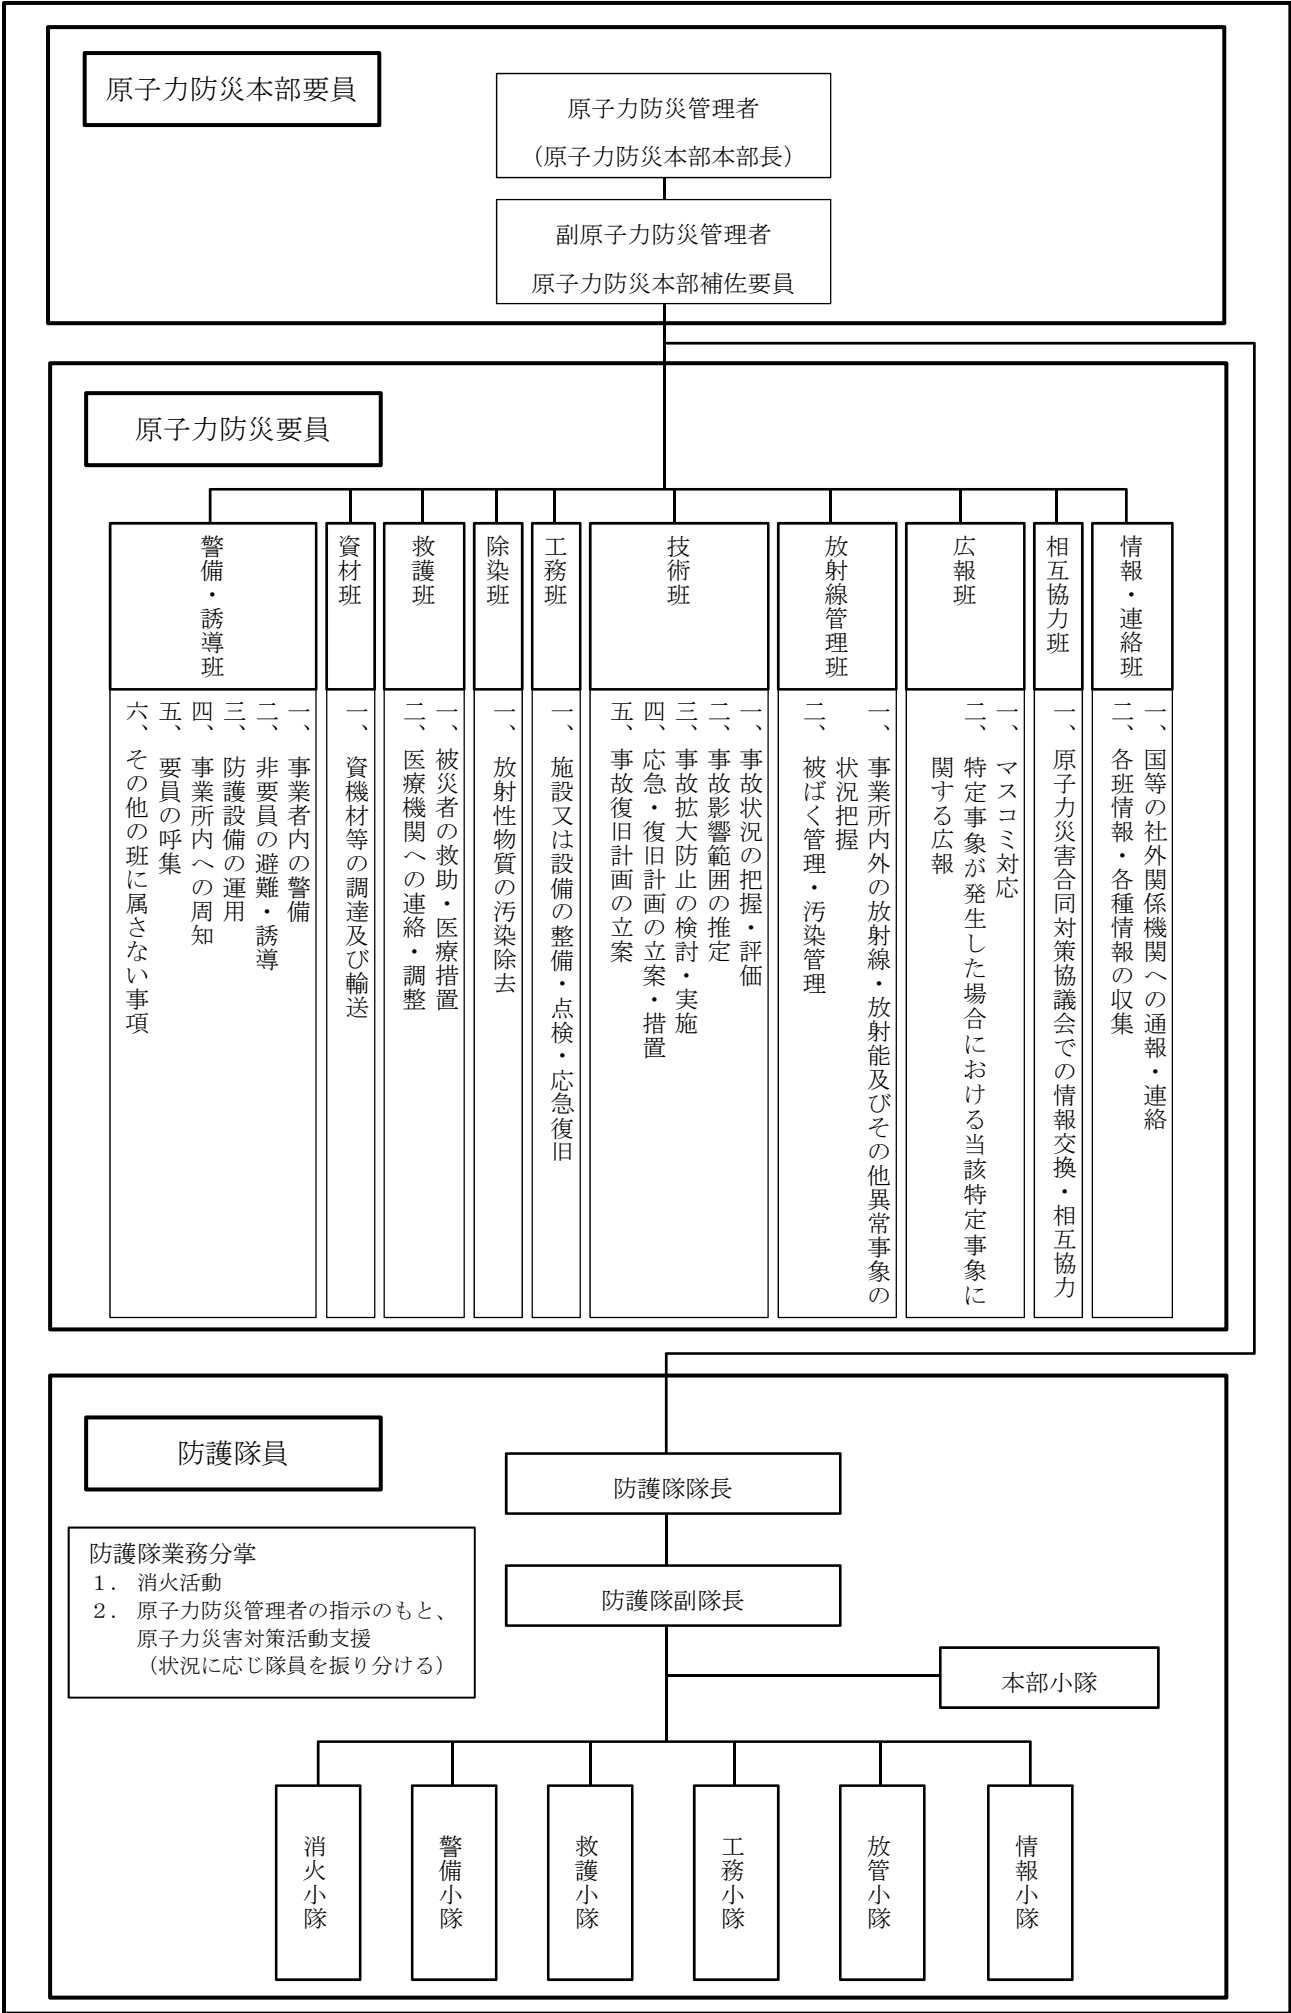 原子力防災本部要員
原子力防災管理者
（原子力防災本部本部長）
副原子力防災管理者
原子力防災本部補佐要員
原子力防災要員
情報・連絡班
一、国等の社外関係機関への通報・連絡
二、各班情報・各種情報の収集
相互協力班
一、原子力災害合同対策協議会での情報交換・相互協力
広報班
一、マスコミ対応
二、特定事象が発生した場合における当該特定事象に
関する広報
放射線管理班
一、事業所内外の放射線・放射能及びその他異常事象の
状況把握
二、被ばく管理・汚染管理
技術班
一、事故状況の把握・評価
二、事故影響範囲の推定
三、事故拡大防止の検討・実施
四、応急・復旧計画の立案・措置
五、事故復旧計画の立案
工務班
一、施設又は設備の整備・点検・応急復旧
除染班
一、放射性物質の汚染除去
救護班
一、被災者の救助・医療措置
二、医療機関への連絡・調整
資材班
一、資機材等の調達及び輸送
警備・誘導班
一、事業者内の警備
二、非要員の避難・誘導
三、防護設備の運用
四、事業所内への周知
五、要員の呼集
六、その他の班に属さない事項
防護隊員
防護隊隊長
防護隊業務分掌
１．消火活動
２．原子力防災管理者の指示のもと、
原子力災害対策活動支援
（状況に応じ隊員を振り分ける）
防護隊副隊長
本部小隊
消火小隊
警備小隊
救護小隊
工務小隊
放管小隊
情報小隊